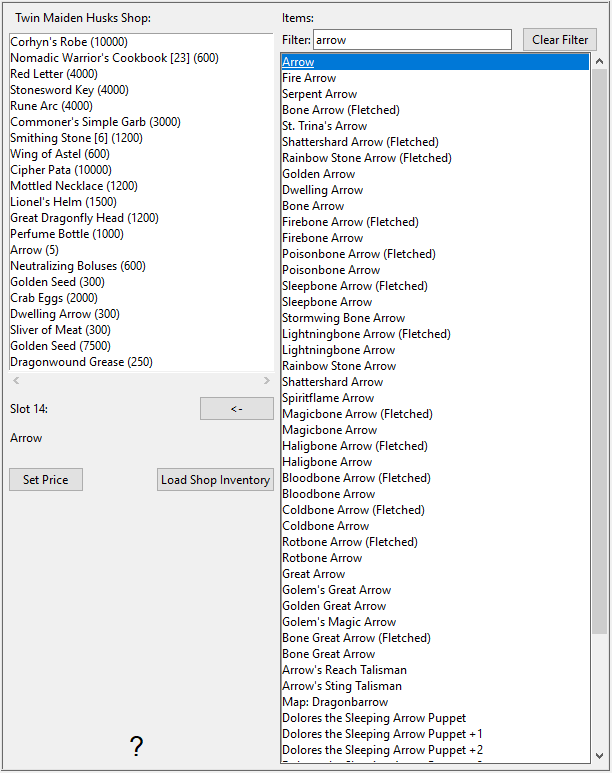 Twin Maiden Husks Shop:
Corhyn's Robe (10000)
Nomadic Warrior's Cookbook [23] (600)
Red Letter (4000)
Stonesword Key (4000)
Rune Arc (4000)
Commoner's Simple Garb (3000)
Smithing Stone [6] (1200)
Wing of Astel (600)
Cipher Pata (10000)
Mottled Necklace (1200)
Lionel's Helm (1500)
Great Dragonfly Head (1200)
Perfume Bottle (1000)
Arrow (5)
Neutralizing Boluses (600)
Golden Seed (300)
Crab Eggs (2000)
Dwelling Arrow (300)
Sliver of Meat (300)
Golden Seed (7500)
Dragonwound Grease (250)
Slot 14:
<-
Arrow
Set Price
Load Shop Inventory
?
Items:
Filter: arrow
Clear Filter
Arrow
Fire Arrow
Serpent Arrow
Bone Arrow (Fletched)
St. Trina's Arrow
Shattershard Arrow (Fletched)
Rainbow Stone Arrow (Fletched)
Golden Arrow
Dwelling Arrow
Bone Arrow
Firebone Arrow (Fletched)
Firebone Arrow
Poisonbone Arrow (Fletched)
Poisonbone Arrow
Sleepbone Arrow (Fletched)
Sleepbone Arrow
Stormwing Bone Arrow
Lightningbone Arrow (Fletched)
Lightningbone Arrow
Rainbow Stone Arrow
Shattershard Arrow
Spiritflame Arrow
Magicbone Arrow (Fletched)
Magicbone Arrow
Haligbone Arrow (Fletched)
Haligbone Arrow
Bloodbone Arrow (Fletched)
Bloodbone Arrow
Coldbone Arrow (Fletched)
Coldbone Arrow
Rotbone Arrow (Fletched)
Rotbone Arrow
Great Arrow
Golem's Great Arrow
Golden Great Arrow
Golem's Magic Arrow
Bone Great Arrow (Fletched)
Bone Great Arrow
Arrow's Reach Talisman
Arrow's Sting Talisman
Map: Dragonbarrow
Dolores the Sleeping Arrow Puppet
Dolores the Sleeping Arrow Puppet +1
Dolores the Sleeping Arrow Puppet +2